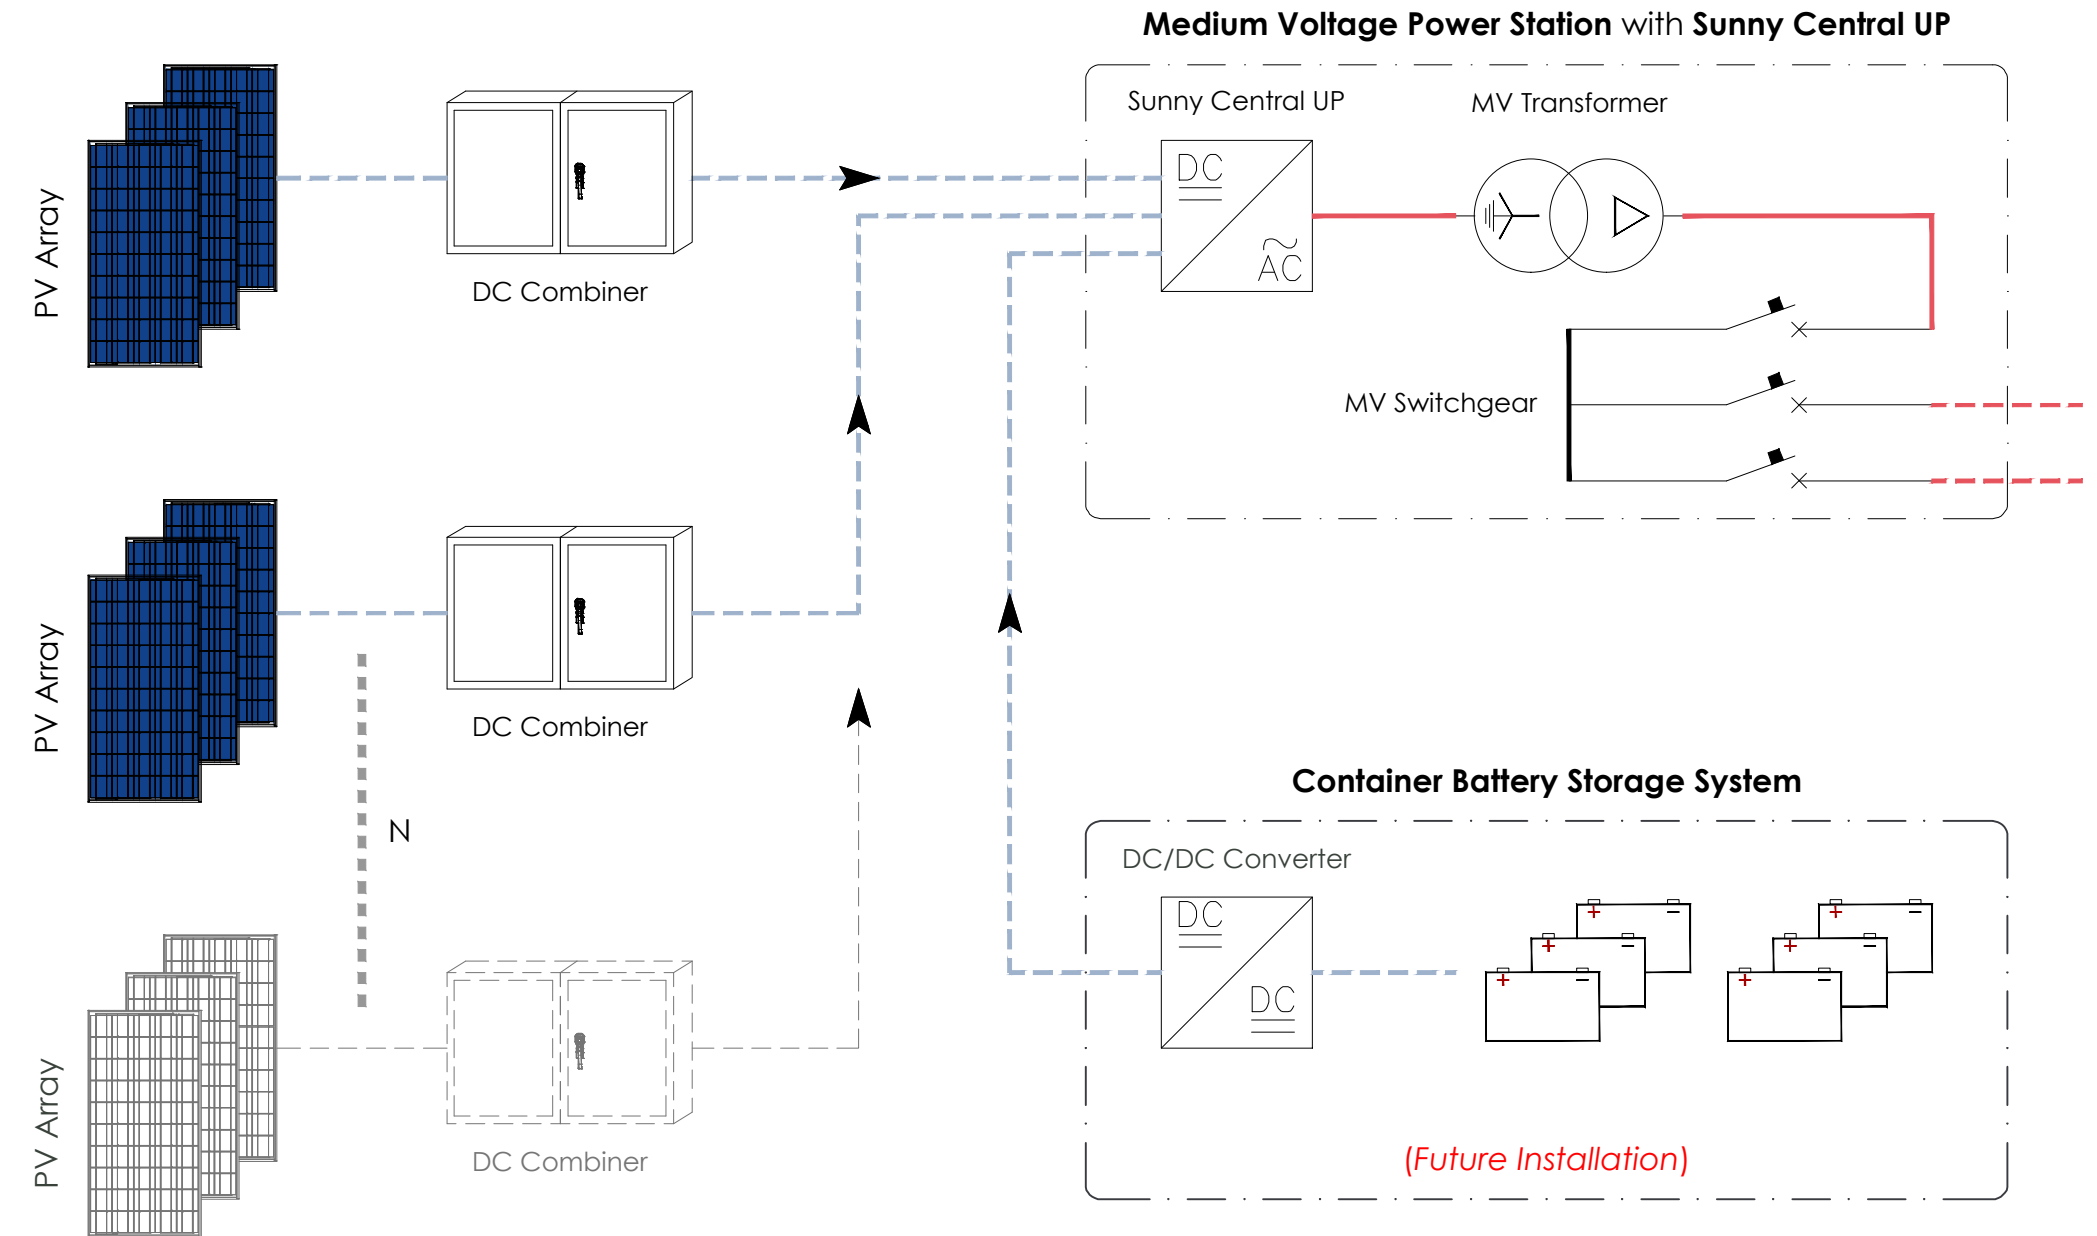 Medium Voltage Power Station with Sunny Central UP
Sunny Central UP
MV Transformer
PV Array
DC
AC
DC Combiner
MV Switchgear
PV Array
DC Combiner
N
Container Battery Storage System
DC/DC Converter
DC
DC
+ −
+ −
+ −
+ −
+ −
+ −
PV Array
DC Combiner
(Future Installation)